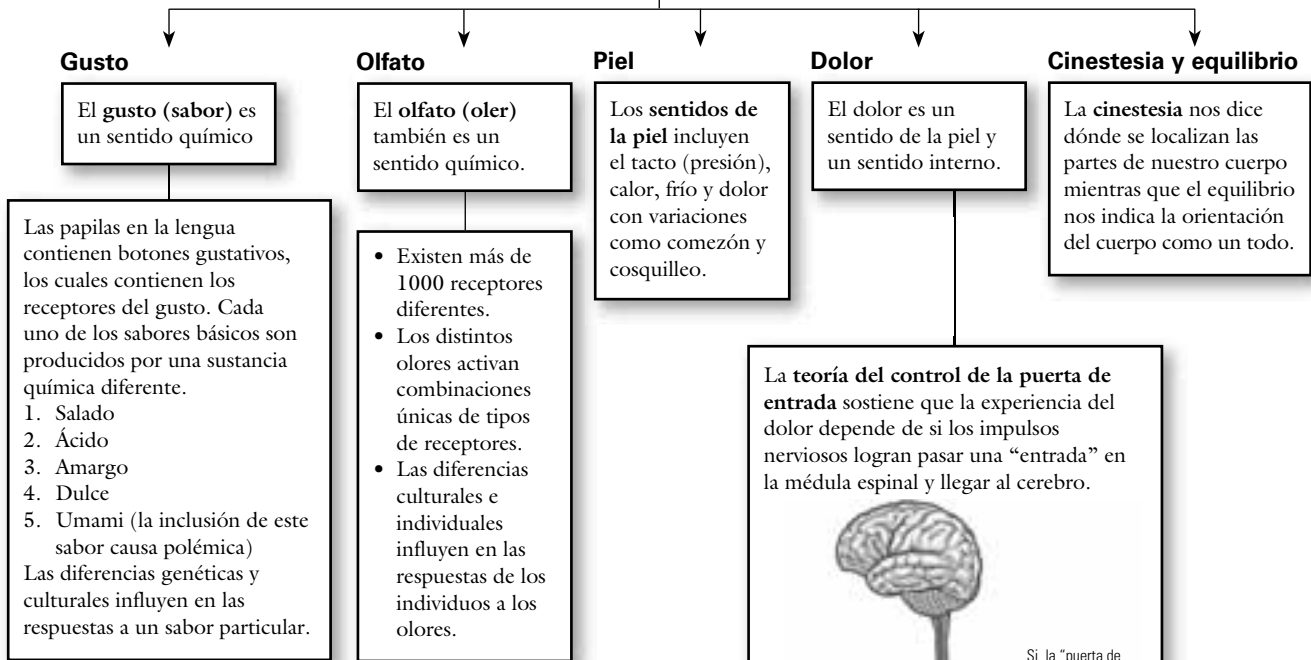 Gusto
El gusto (sabor) es
un sentido químico
Las papilas en la lengua
contienen botones gustativos,
los cuales contienen los
receptores del gusto. Cada
uno de los sabores básicos son
producidos por una sustancia
química diferente.
1. Salado
2. Ácido
3. Amargo
4. Dulce
5. Umami (la inclusión de este
sabor causa polémica)
Las diferencias genéticas y
culturales influyen en las
respuestas a un sabor particular.
Olfato
El olfato (oler)
también es un
sentido químico.
• Existen más de
1000 receptores
diferentes.
• Los distintos
olores activan
combinaciones
únicas de tipos
de receptores.
• Las diferencias
culturales e
individuales
influyen en las
respuestas de los
individuos a los
olores.
Piel
Los sentidos de
la piel incluyen
el tacto (presión),
calor, frío y dolor
con variaciones
como comezón y
cosquilleo.
Dolor
El dolor es un
sentido de la piel y
un sentido interno.
La teoría del control de la puerta de
entrada sostiene que la experiencia del
dolor depende de si los impulsos
nerviosos logran pasar una “entrada” en
la médula espinal y llegar al cerebro.
Si la “puerta de
Cinestesia y equilibrio
La cinestesia nos dice
dónde se localizan las
partes de nuestro cuerpo
mientras que el equilibrio
nos indica la orientación
del cuerpo como un todo.